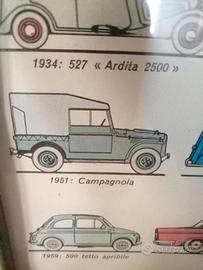 1934: 527 « Ardita 2500 »
1951: Campagnola
1959: 500 tetto apribile